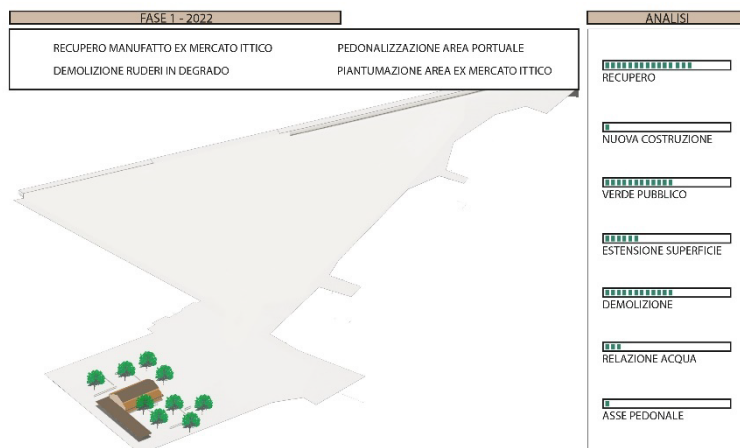 FASE 1 - 2022
RECUPERO MANUFATTO EX MERCATO ITTICO
PEDONALIZZAZIONE AREA PORTUALE
DEMOLIZIONE RUDERI IN DEGRADO
PIANTUMAZIONE AREA EX MERCATO ITTICO
ANALISI
RECUPERO
NUOVA COSTRUZIONE
VERDE PUBBLICO
ESTENSIONE SUPERFICIE
DEMOLIZIONE
RELAZIONE ACQUA
ASSE PEDONALE